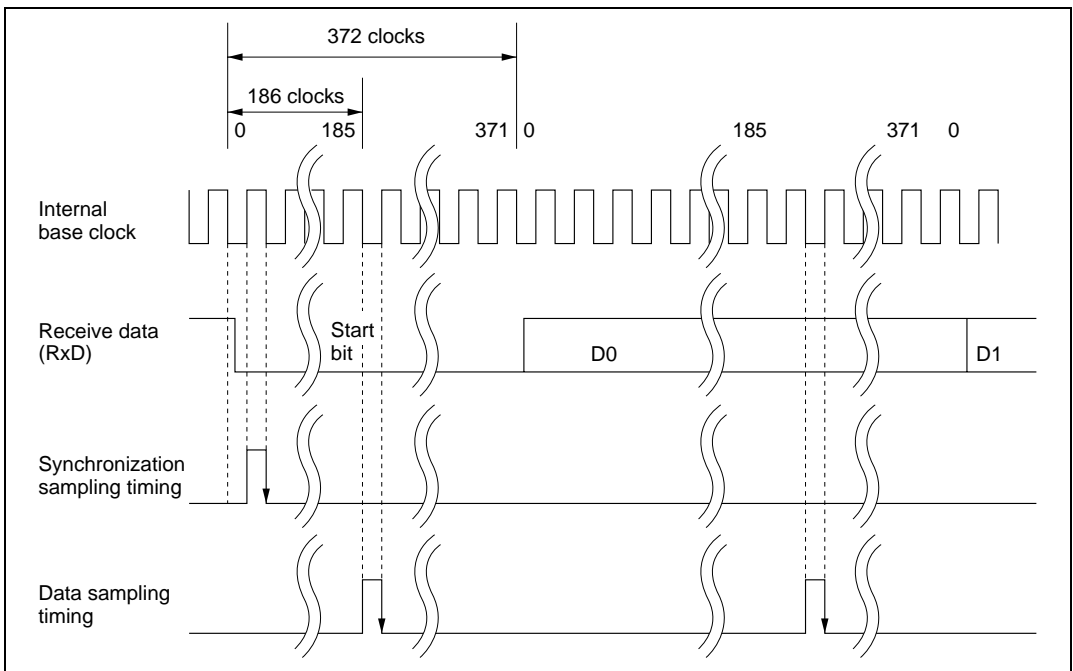 372 clocks
186 clocks
0 185 371 0 185 371 0
Internal
base clock
Receive data
(RxD)
Start
bit
D0
D1
Synchronization
sampling timing
Data sampling
timing